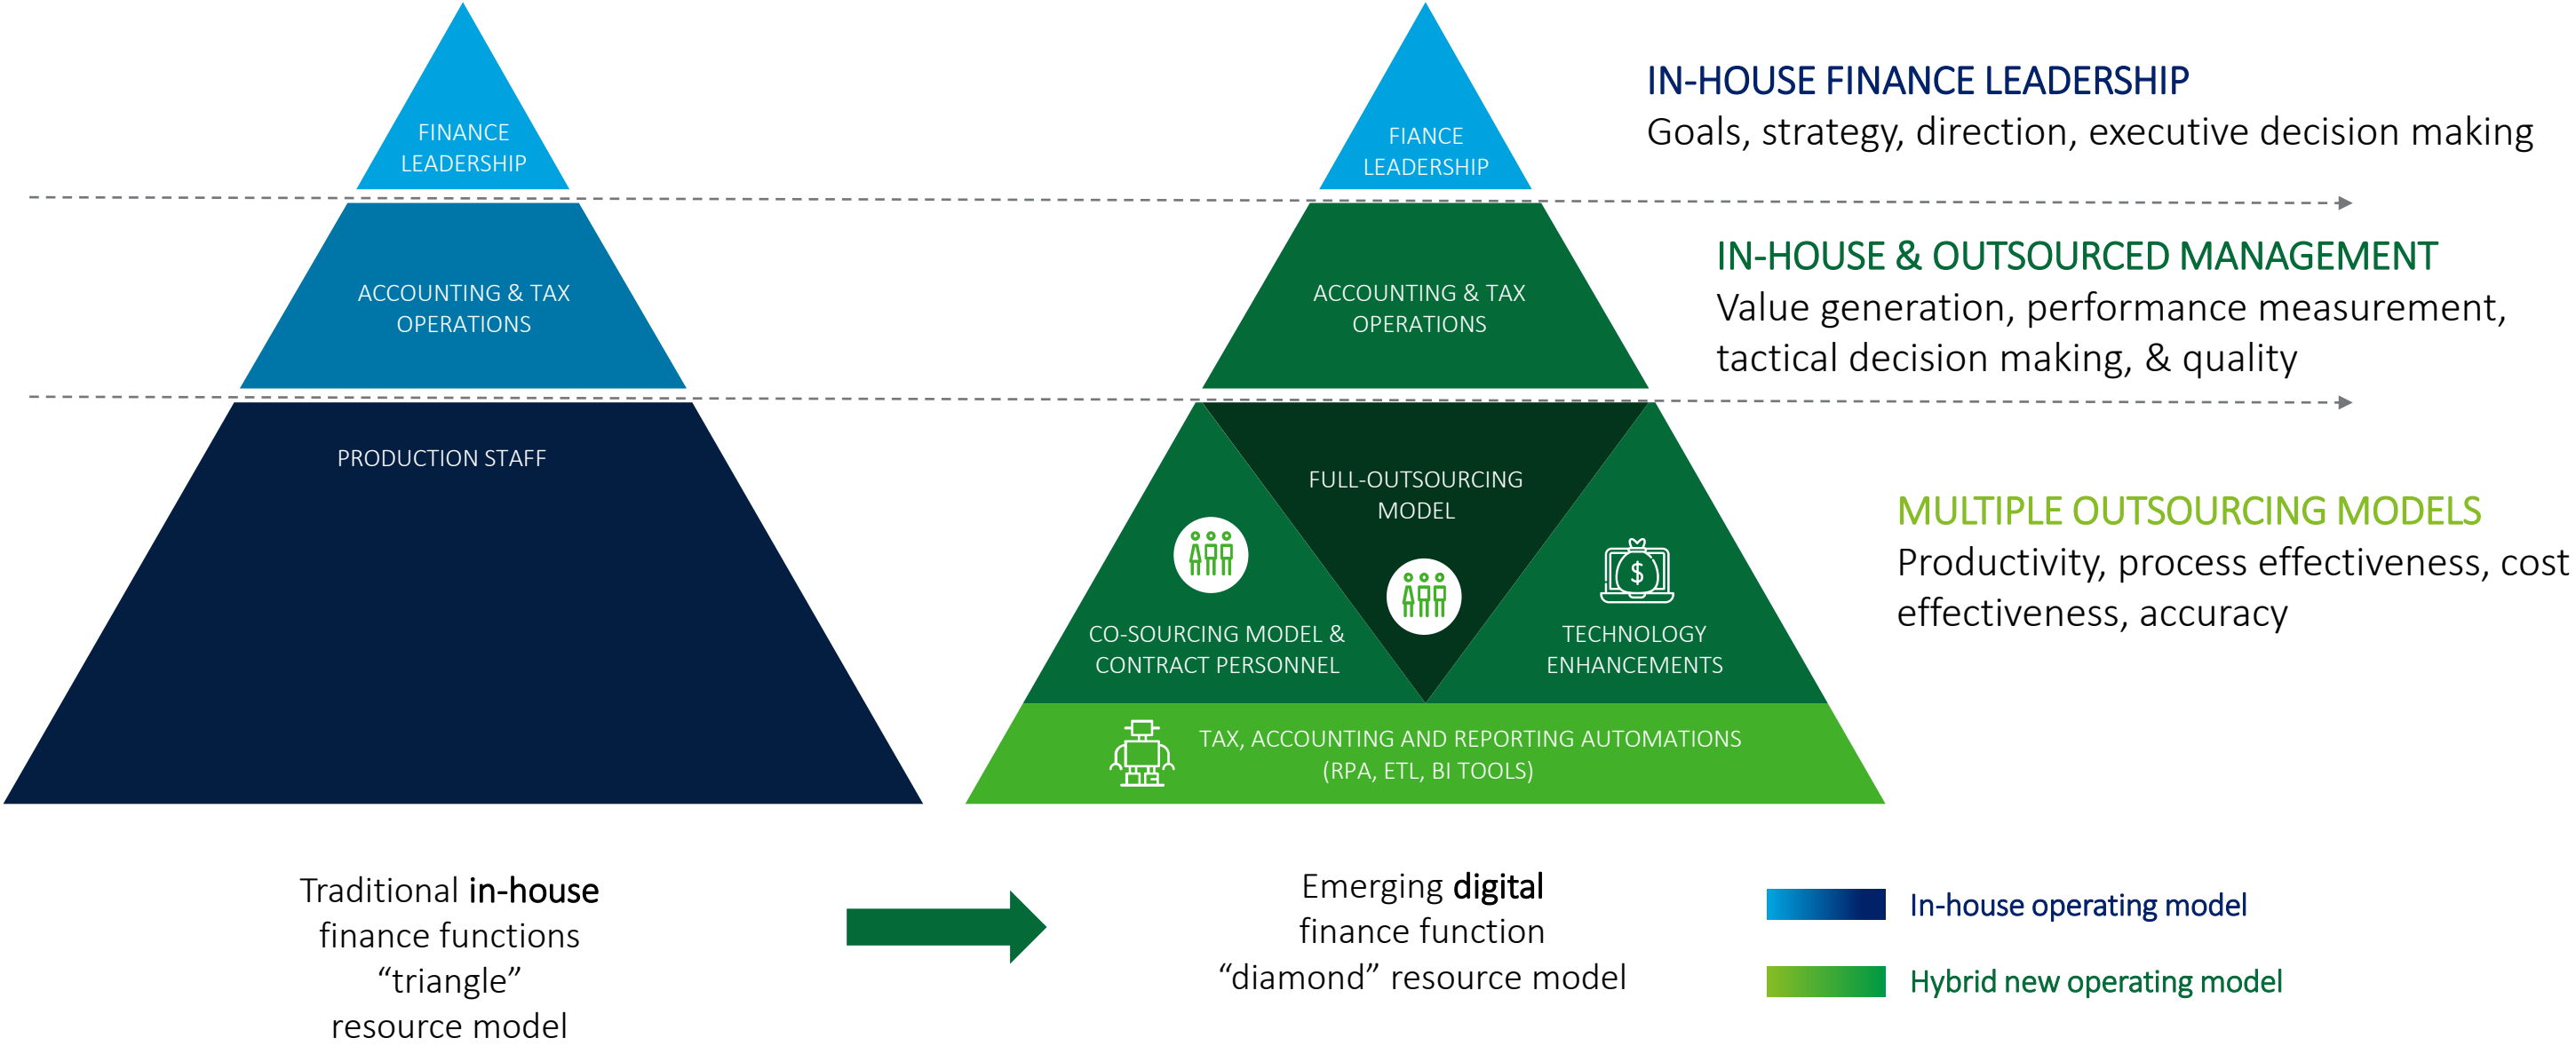 FINANCE
LEADERSHIP
ACCOUNTING & TAX
OPERATIONS
PRODUCTION STAFF
Traditional in-house
finance functions
“triangle”
resource model
FIANCE
LEADERSHIP
ACCOUNTING & TAX
OPERATIONS
FULL-OUTSOURCING
MODEL
CO-SOURCING MODEL &
CONTRACT PERSONNEL
$
TECHNOLOGY
ENHANCEMENTS
TAX, ACCOUNTING AND REPORTING AUTOMATIONS
(RPA, ETL, BI TOOLS)
Emerging digital
finance function
“diamond” resource model
IN-HOUSE FINANCE LEADERSHIP
Goals, strategy, direction, executive decision making
IN-HOUSE & OUTSOURCED MANAGEMENT
Value generation, performance measurement,
tactical decision making, & quality
MULTIPLE OUTSOURCING MODELS
Productivity, process effectiveness, cost
effectiveness, accuracy
In-house operating model
Hybrid new operating model